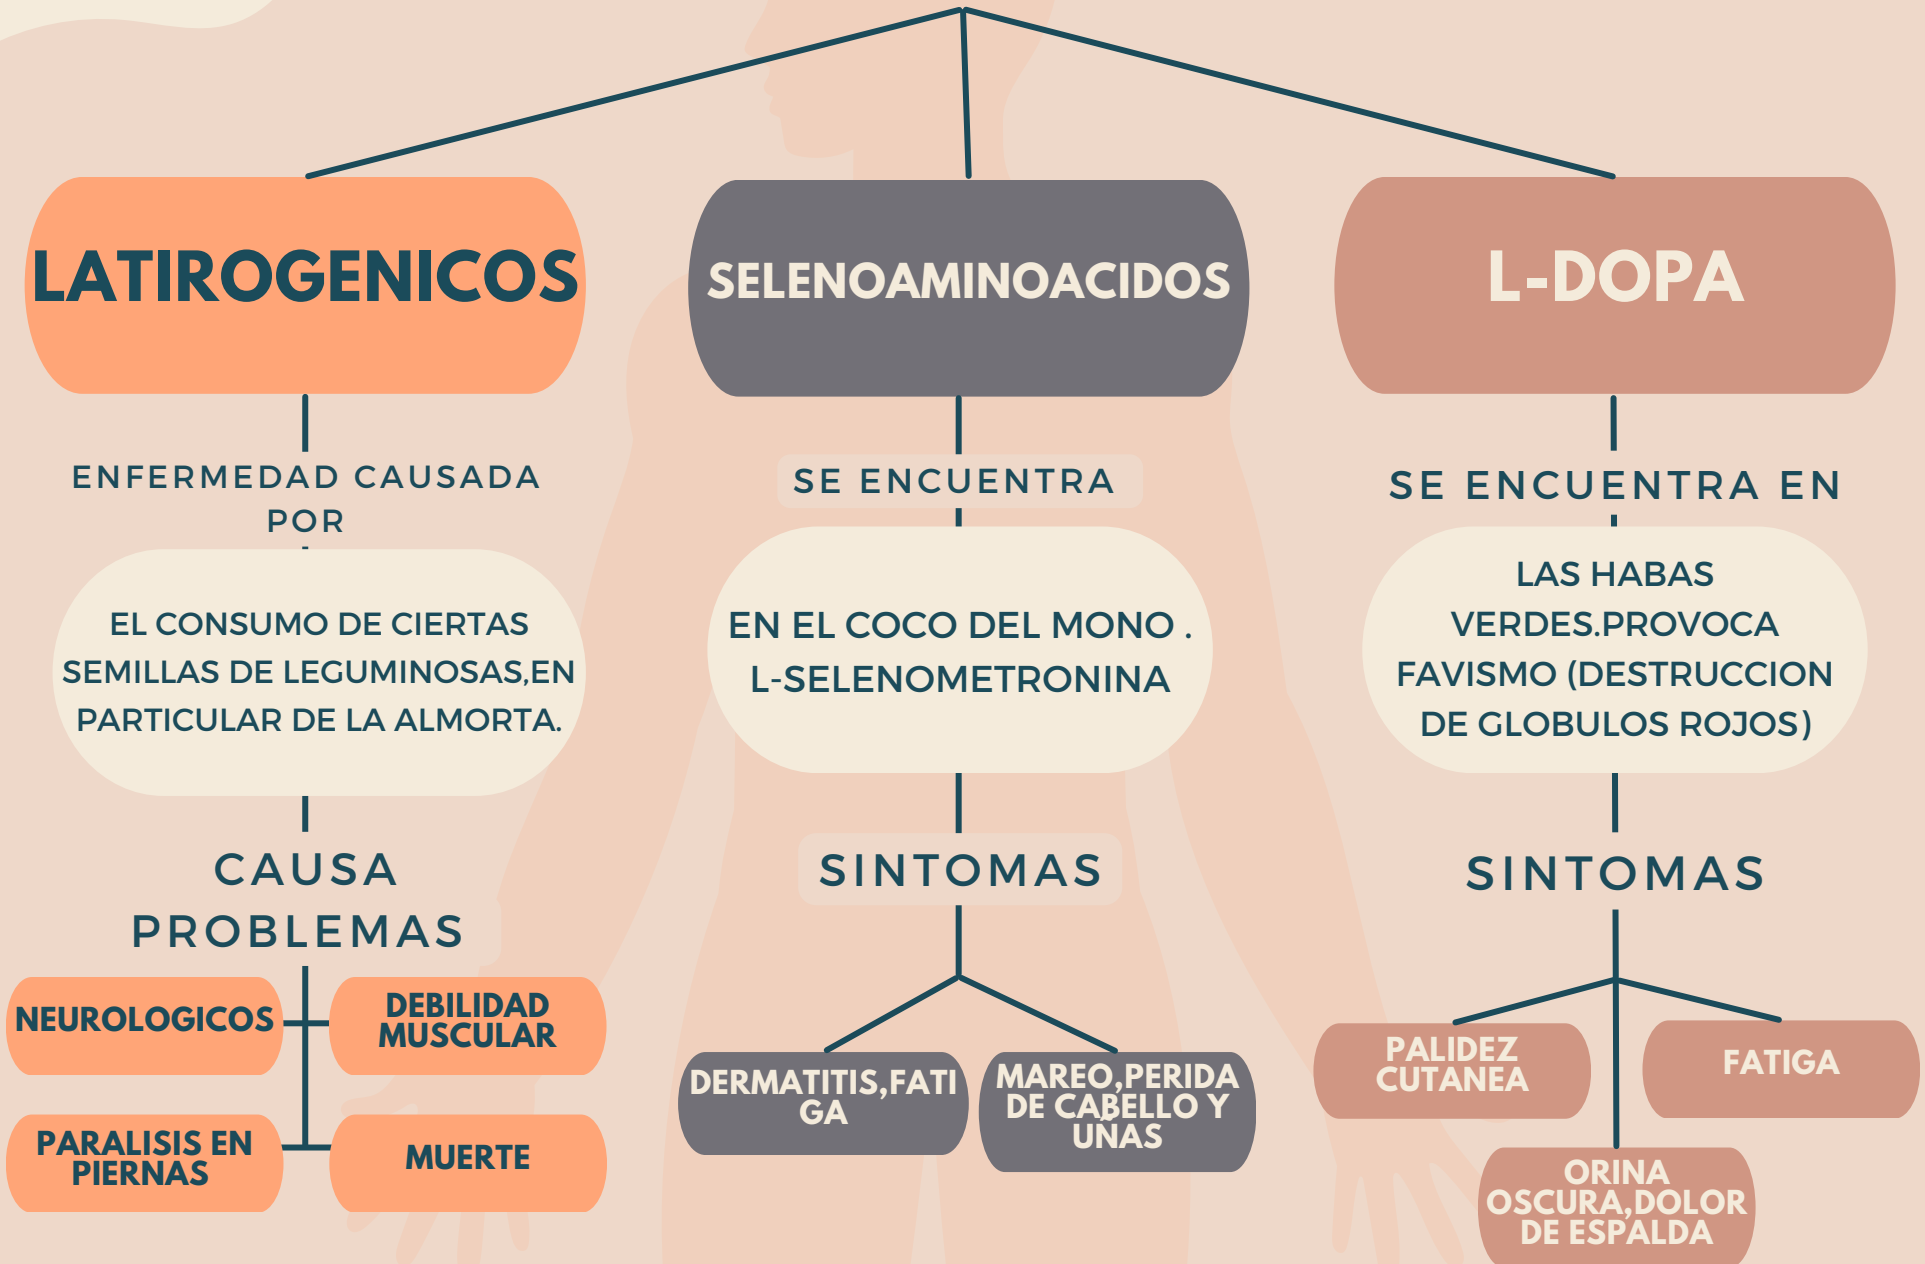 LATIROGENICOS
ENFERMEDAD CAUSADA
POR
EL CONSUMO DE CIERTAS
SEMILLAS DE LEGUMINOSAS,EN
PARTICULAR DE LA ALMORTA.
CAUSA
PROBLEMAS
NEUROLOGICOS
DEBILIDAD
MUSCULAR
PARALISIS EN
PIERNAS
MUERTE
SELENOAMINOACIDOS
SE ENCUENTRA
EN EL COCO DEL MONO .
L-SELENOMETRONINA
SINTOMAS
DERMATITIS,FATI
GA
MAREO,PERIDA
DE CABELLO Y
UÑAS
L-DOPA
SE ENCUENTRA EN
LAS HABAS
VERDES.PROVOCA
FAVISMO (DESTRUCCION
DE GLOBULOS ROJOS)
SINTOMAS
PALIDEZ
CUTANEA
FATIGA
ORINA
OSCURA,DOLOR
DE ESPALDA